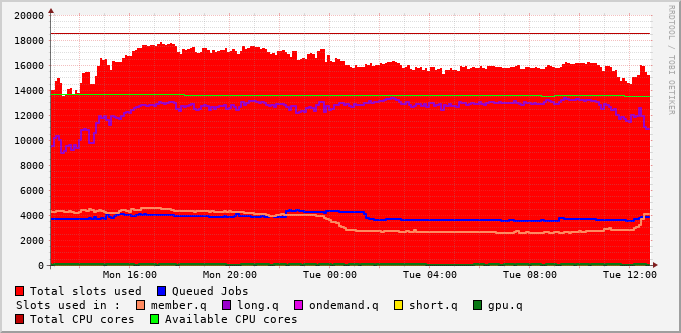 20000
18000
16000
14000
12000
10000
8000
6000
4000
2000
0
Mon 16:00 Mon 20:00 Tue 00:00 Tue 04:00 Tue 08:00 Tue 12:00
RRDTOOL / TOBI OETIKER
Total slots used Queued Jobs
Slots used in : member.q long.q ondemand.q short.q gpu.q
Total CPU cores Available CPU cores